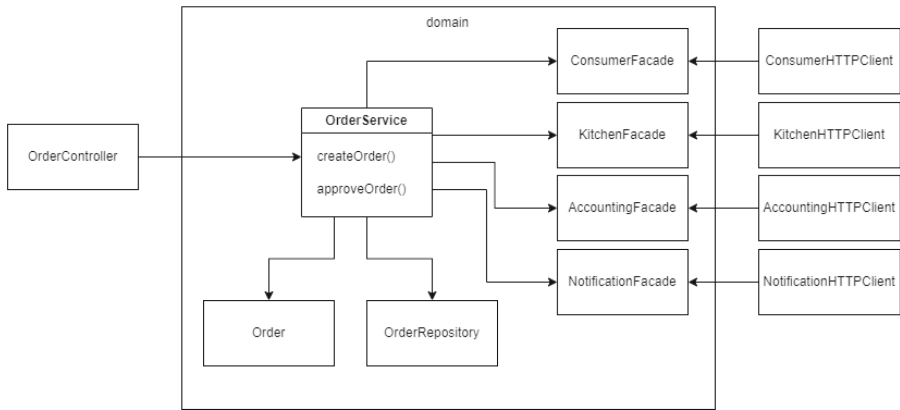 domain
ConsumerFacade
ConsumerHTTPClient
OrderService
createOrder()
approveOrder()
KitchenFacade
KitchenHTTPClient
OrderController
AccountingFacade
AccountingHTTPClient
NotificationFacade
NotificationHTTPClient
Order
OrderRepository